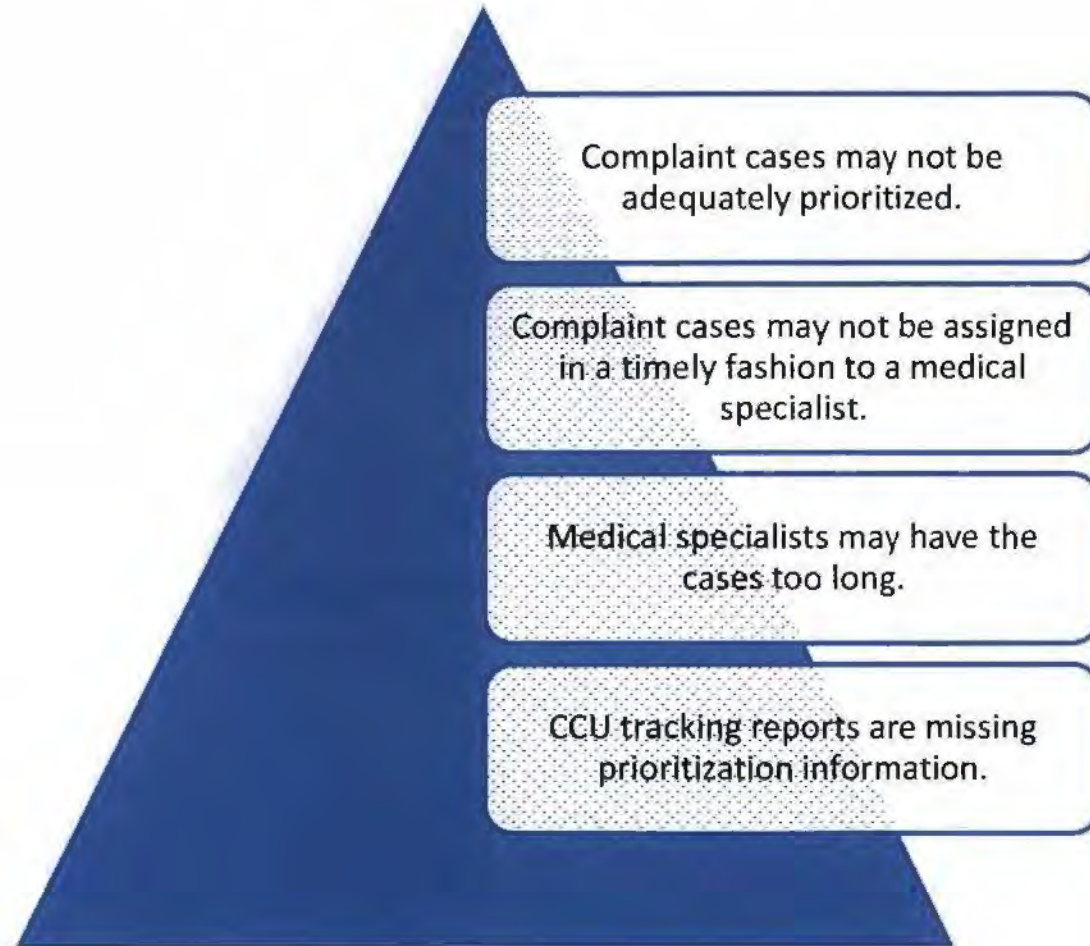 Complaint cases may not be
adequately prioritized.
Complaint cases may not be assigned
in a timely fashion to a medical
specialist.
Medical specialists may have the
cases too long.
CCU tracking reports are missing
prioritization information.